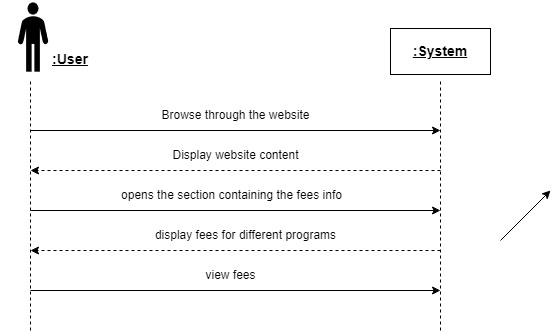 :User
:System
Browse through the website
Display website content
opens the section containing the fees info
display fees for different programs
view fees